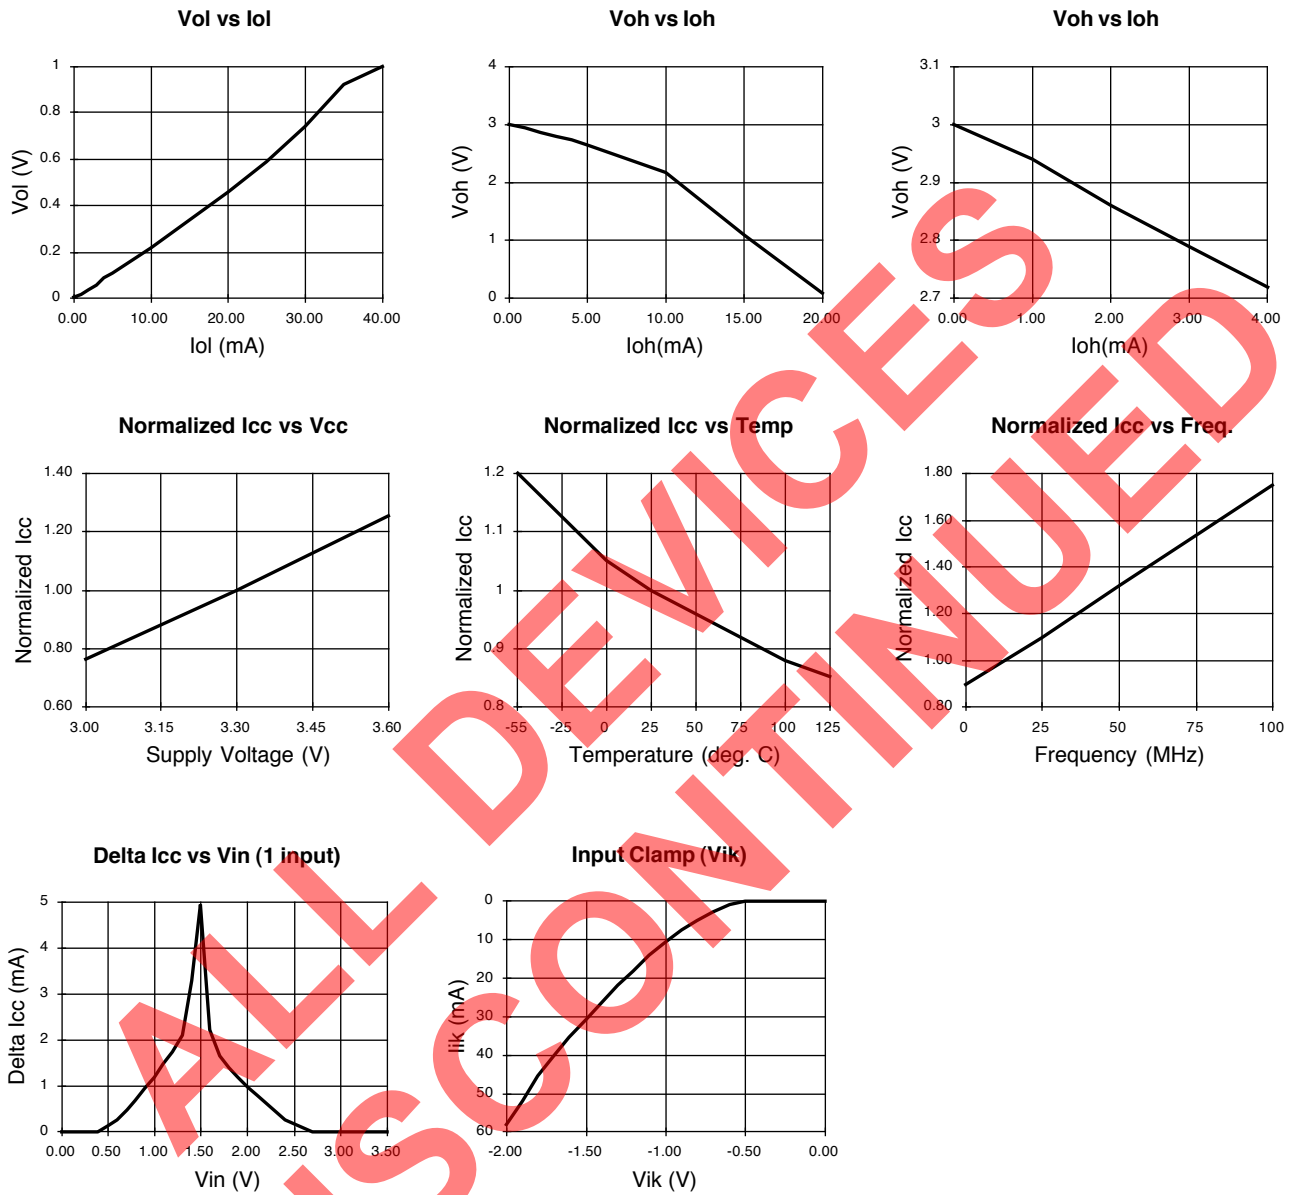 Vol vs Iol
Vol (V)
1
0.8
0.6
0.4
0.2
0
0.00 10.00 20.00 30.00 40.00
Iol (mA)
Voh vs Ioh
Voh (V)
4
3
2
1
0
0.00 5.00 10.00 15.00 20.00
Ioh(mA)
Voh vs Ioh
Voh (V)
3.1
3
2.9
2.8
2.7
0.00 1.00 2.00 3.00 4.00
Ioh(mA)
Normalized Icc vs Vcc
Normalized Icc
1.40
1.20
1.00
0.80
0.60
3.00 3.15 3.30 3.45 3.60
Supply Voltage (V)
Normalized Icc vs Temp
Normalized Icc
1.2
1.1
1
0.9
0.8
-55 -25 0 25 50 75 100 125
Temperature (deg. C)
Normalized Icc vs Freq.
Normalized Icc
1.80
1.60
1.40
1.20
1.00
0.80
0 25 50 75 100
Frequency (MHz)
Delta Icc vs Vin (1 input)
Delta Icc (mA)
5
4
3
2
1
0
0.00 0.50 1.00 1.50 2.00 2.50 3.00 3.50
Vin (V)
Input Clamp (Vik)
Iik (mA)
0
10
20
30
40
50
60
-2.00 -1.50 -1.00 -0.50 0.00
Vik (V)
ALL DEVICES
SCONTINUED